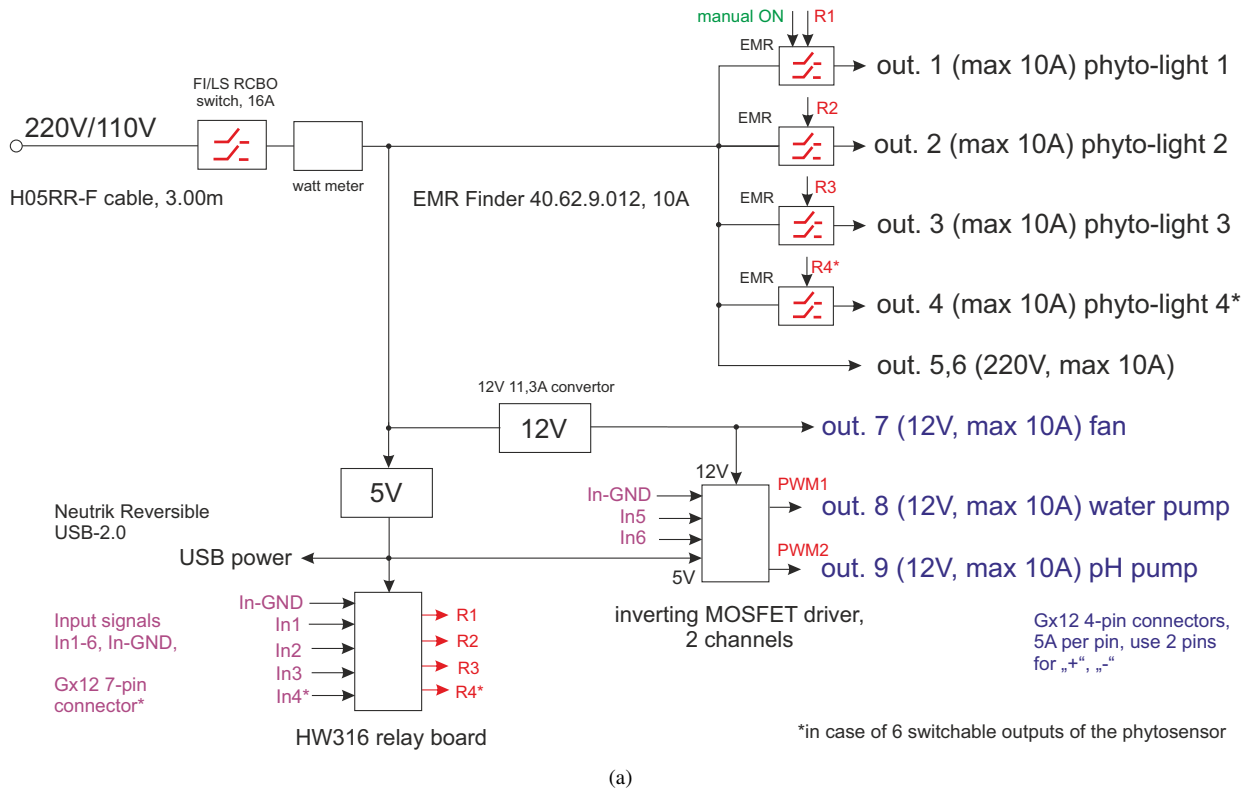 manual ON
R1
EMR
out. 1 (max 10A) phyto-light 1
FI/LS RCBO
switch, 16A
220V/110V
R2
EMR
out. 2 (max 10A) phyto-light 2
watt meter
H05RR-F cable, 3.00m
EMR Finder 40.62.9.012, 10A
R3
EMR
out. 3 (max 10A) phyto-light 3
R4*
EMR
out. 4 (max 10A) phyto-light 4*
out. 5,6 (220V, max 10A)
12V 11,3A convertor
12V
out. 7 (12V, max 10A) fan
5V
12V
In-GND
In5
In6
5V
PWM1
out. 8 (12V, max 10A) water pump
PWM2
out. 9 (12V, max 10A) pH pump
Neutrik Reversible
USB-2.0
USB power
inverting MOSFET driver,
2 channels
Gx12 4-pin connectors,
5A per pin, use 2 pins
for „+“, „-“
Input signals
In1-6, In-GND,
Gx12 7-pin
connector*
In-GND
In1
In2
In3
In4*
R1
R2
R3
R4*
HW316 relay board
*in case of 6 switchable outputs of the phytosensor
(a)